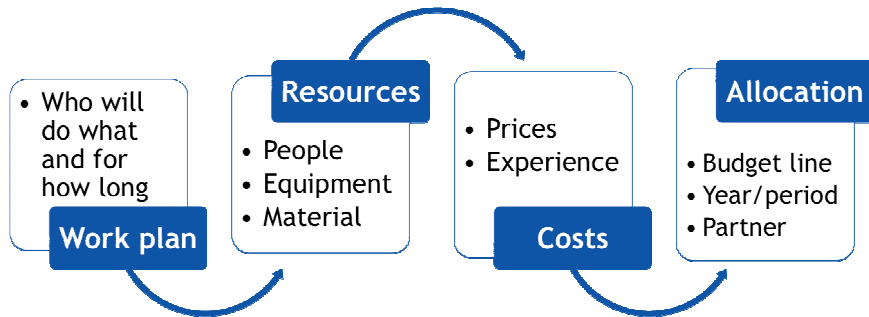 • Who will
do what
and for
how long
Work plan
Resources
• People
• Equipment
• Material
• Prices
• Experience
Costs
Allocation
• Budget line
• Year/period
• Partner